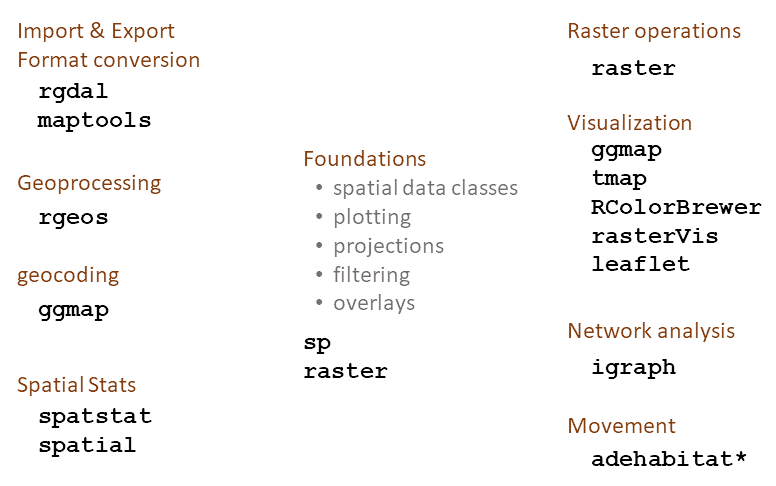 Import & Export
Format conversion
rgdal
maptools
Geoprocessing
rgeos
geocoding
ggmap
Spatial Stats
spatstat
spatial
Foundations
• spatial data classes
• plotting
• projections
• filtering
• overlays
sp
raster
Raster operations
raster
Visualization
ggmap
tmap
RColorBrewer
rasterVis
leaflet
Network analysis
igraph
Movement
adehabitat*